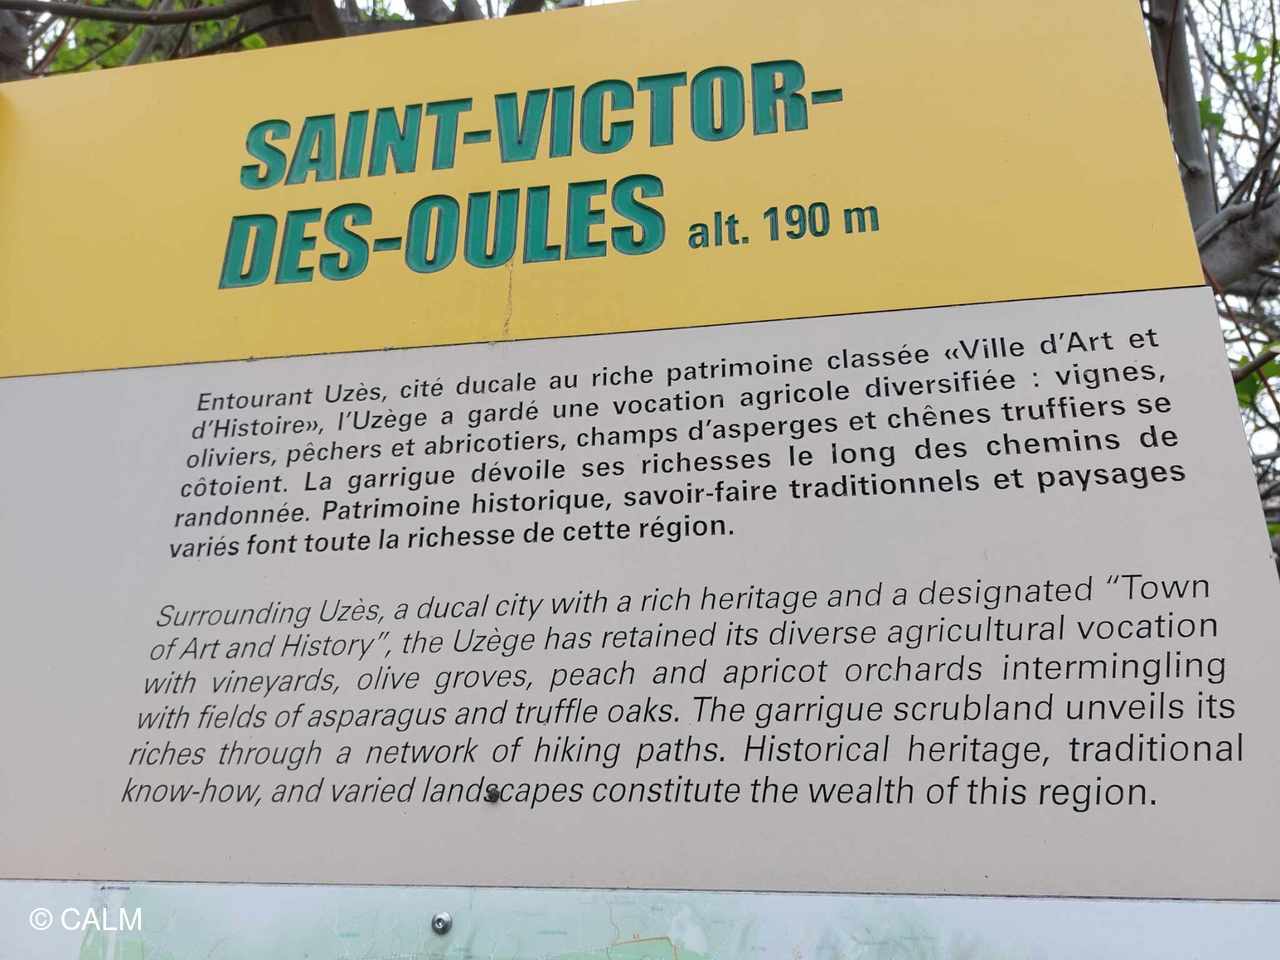 SAINT-VICTOR-
DES-OULES alt. 190 m
Entourant Uzès, cité ducale au riche patrimoine classée «Ville d'Art et
d'Histoire», l'Uzège a gardé une vocation agricole diversifiée : vignes,
oliviers, pêchers et abricotiers, champs d'asperges et chênes truffiers se
côtoient. La garrigue dévoile ses richesses le long des chemins de
randonnée. Patrimoine historique, savoir-faire traditionnels et paysages
variés font toute la richesse de cette région.
Surrounding Uzès, a ducal city with a rich heritage and a designated "Town
of Art and History", the Uzège has retained its diverse agricultural vocation
with vineyards, olive groves, peach and apricot orchards intermingling
with fields of asparagus and truffle oaks. The garrigue scrubland unveils its
riches through a network of hiking paths. Historical heritage, traditional
know-how, and varied landscapes constitute the wealth of this region.
© CALM